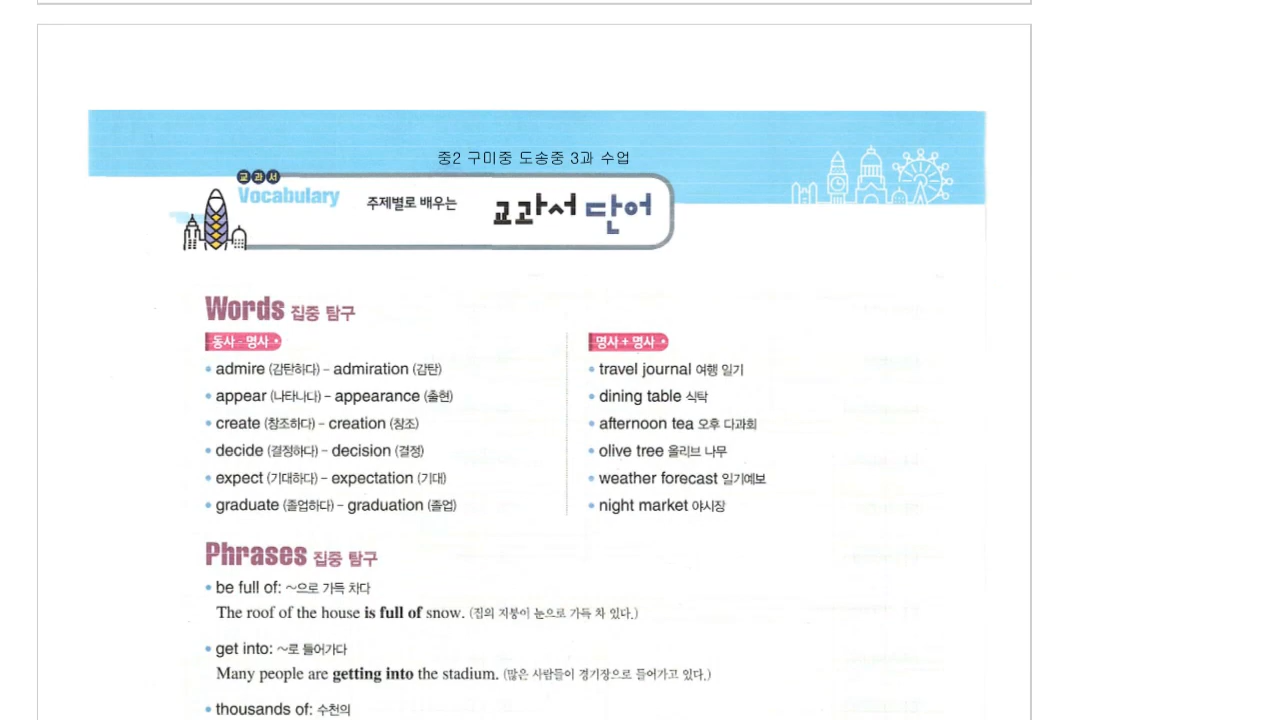 중2 구미중 도송중 3과 수업
교과서
Vocabulary 주제별로 배우는 교과서 단어
Words 집중 탐구
동사 - 명사
admire (감탄하다) – admiration (감탄)
appear (나타나다) – appearance (출현)
create (창조하다) – creation (창조)
decide (결정하다) – decision (결정)
expect (기대하다) – expectation (기대)
graduate (졸업하다) – graduation (졸업)
명사 + 명사
travel journal 여행 일기
dining table 식탁
afternoon tea 오후 다과회
olive tree 올리브 나무
weather forecast 일기예보
night market 야시장
Phrases 집중 탐구
be full of: ~으로 가득 차다
The roof of the house is full of snow. (집의 지붕이 눈으로 가득 차 있다.)
get into: ~로 들어가다
Many people are getting into the stadium. (많은 사람들이 경기장으로 들어가고 있다.)
thousands of: 수천의